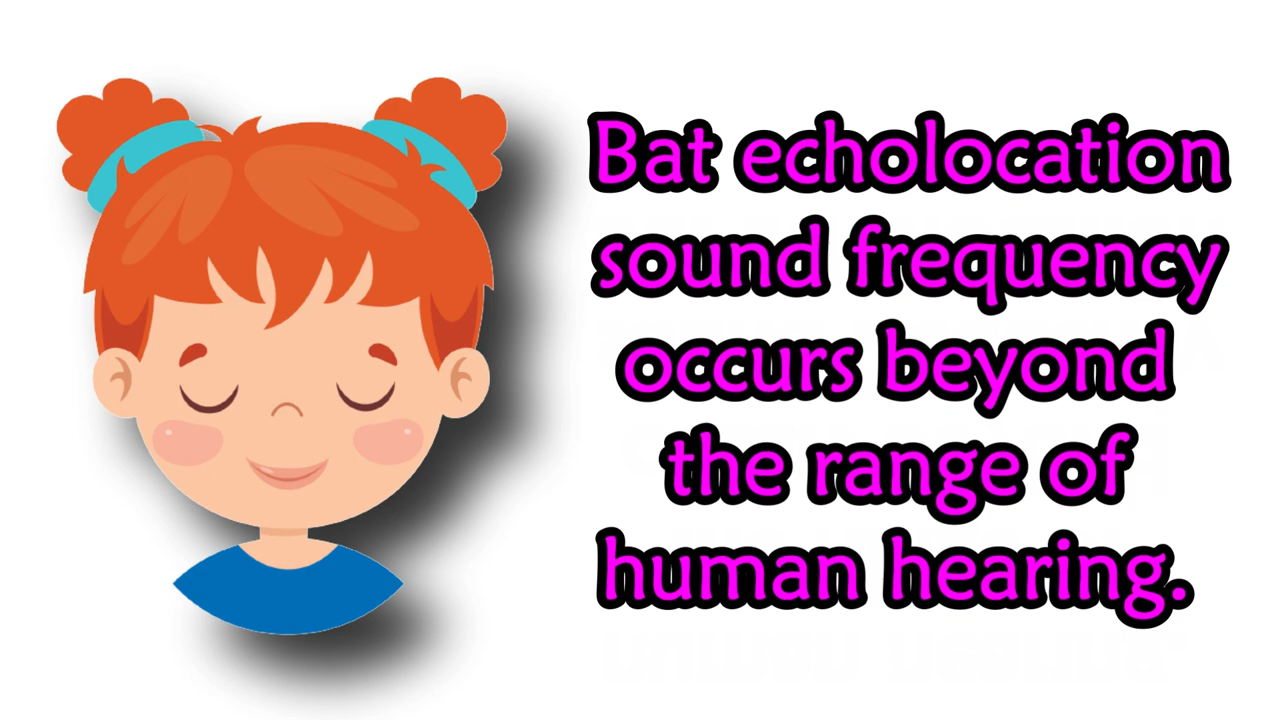 Bat echolocation
sound frequency
occurs beyond
the range of
human hearing.